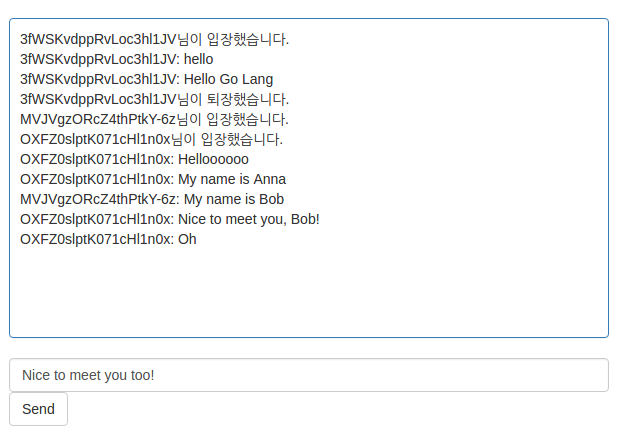 3fWSKvdppRvLoc3hl1JV님이 입장했습니다.
3fWSKvdppRvLoc3hl1JV: hello
3fWSKvdppRvLoc3hl1JV: Hello Go Lang
3fWSKvdppRvLoc3hl1JV님이 퇴장했습니다.
MVJVgzORcZ4thPtkY-6z님이 입장했습니다.
OXFZ0slptK071cHl1n0x님이 입장했습니다.
OXFZ0slptK071cHl1n0x: Helloooooo
OXFZ0slptK071cHl1n0x: My name is Anna
MVJVgzORcZ4thPtkY-6z: My name is Bob
OXFZ0slptK071cHl1n0x: Nice to meet you, Bob!
OXFZ0slptK071cHl1n0x: Oh
Nice to meet you too!
Send